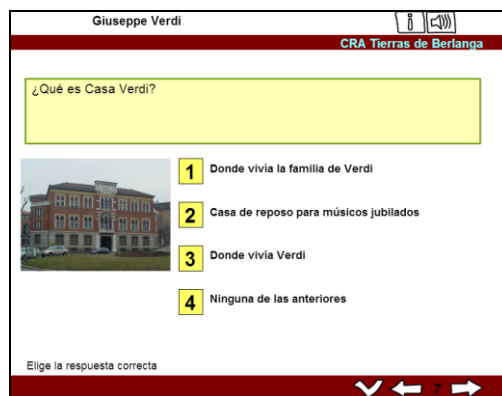 Giuseppe Verdi
CRA Tierras de Berlanga
¿Qué es Casa Verdi?
1 Donde vivía la familia de Verdi
2 Casa de reposo para músicos jubilados
3 Donde vivía Verdi
4 Ninguna de las anteriores
Elige la respuesta correcta
7